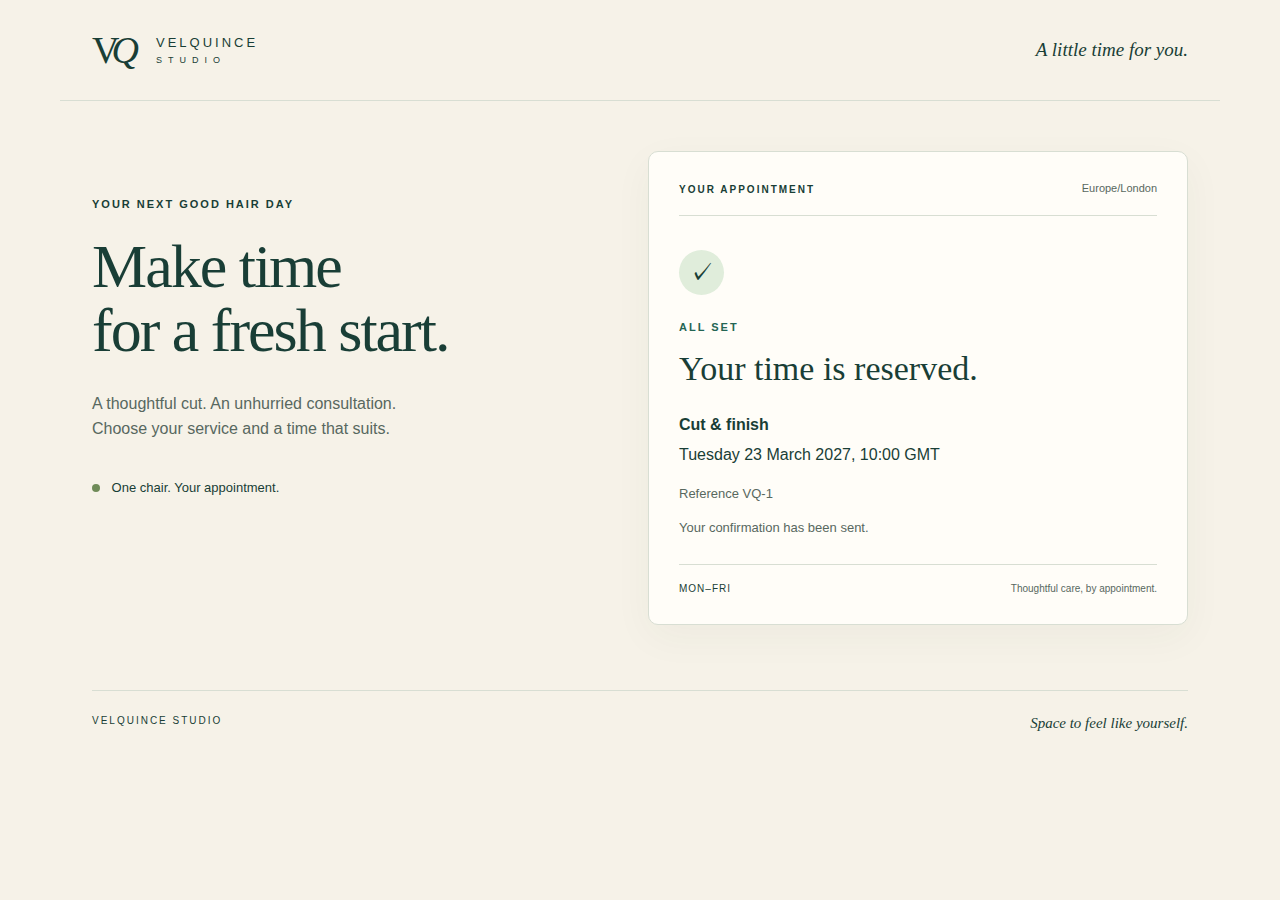 VQ
VELQUINCE
STUDIO
A little time for you.
YOUR NEXT GOOD HAIR DAY
Make time
for a fresh start.
A thoughtful cut. An unhurried consultation.
Choose your service and a time that suits.
One chair. Your appointment.
YOUR APPOINTMENT
Europe/London
✓
ALL SET
Your time is reserved.
Cut & finish
Tuesday 23 March 2027, 10:00 GMT
Reference VQ-1
Your confirmation has been sent.
MON–FRI
Thoughtful care, by appointment.
VELQUINCE STUDIO
Space to feel like yourself.